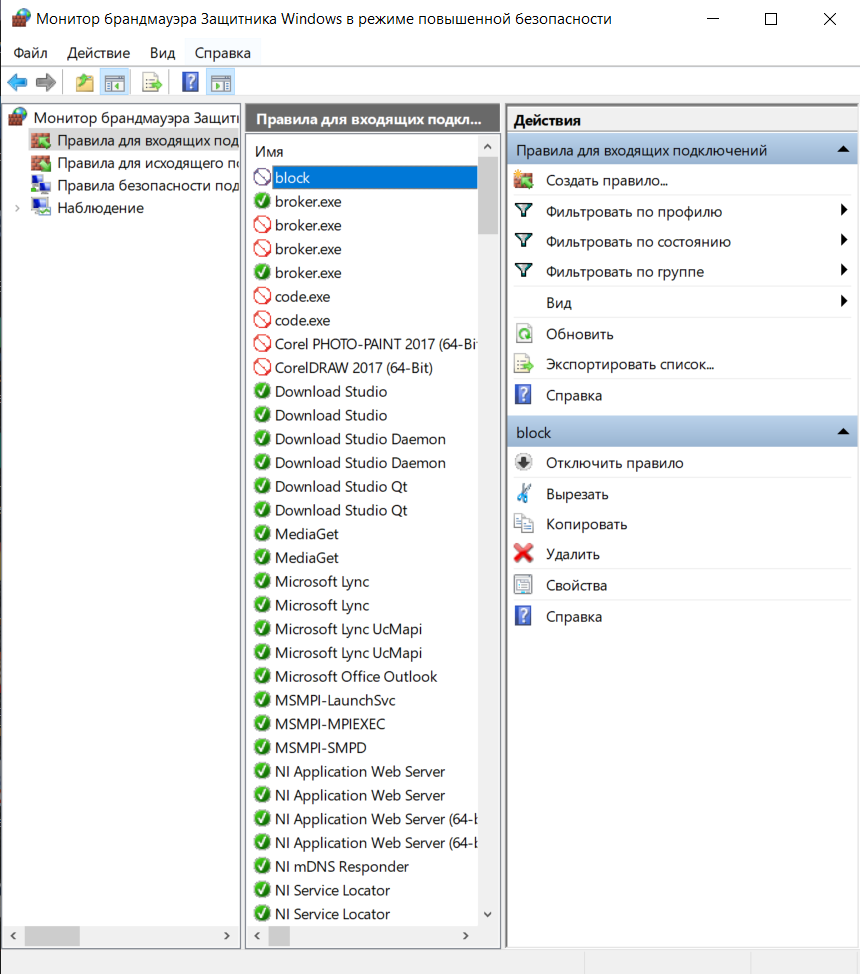 Монитор брандмауэра Защитника Windows в режиме повышенной безопасности
Файл Действие Вид Справка
Монитор брандмауэра Защити
Правила для входящих под
Правила для исходящего по
Правила безопасности под
Наблюдение
Правила для входящих подкл...
Имя
block
broker.exe
broker.exe
broker.exe
broker.exe
code.exe
code.exe
Corel PHOTO-PAINT 2017 (64-Bit
CorelDRAW 2017 (64-Bit)
Download Studio
Download Studio
Download Studio Daemon
Download Studio Daemon
Download Studio Qt
Download Studio Qt
MediaGet
MediaGet
Microsoft Lync
Microsoft Lync
Microsoft Lync UcMapi
Microsoft Lync UcMapi
Microsoft Office Outlook
MSMPI-LaunchSvc
MSMPI-MPIEXEC
MSMPI-SMPD
NI Application Web Server
NI Application Web Server
NI Application Web Server (64-b
NI Application Web Server (64-b
NI mDNS Responder
NI Service Locator
NI Service Locator
Действия
Правила для входящих подключений
Создать правило...
Фильтровать по профилю
Фильтровать по состоянию
Фильтровать по группе
Вид
Обновить
Экспортировать список...
Справка
block
Отключить правило
Вырезать
Копировать
Удалить
Свойства
Справка